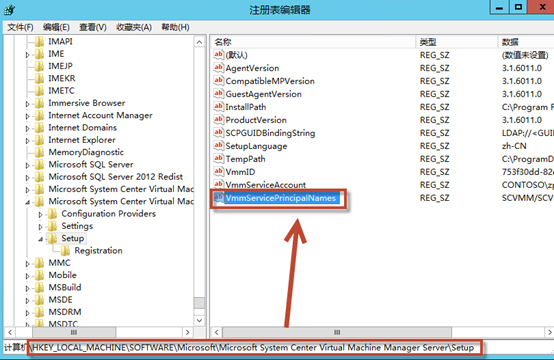 注册表编辑器
文件(F) 编辑(E) 查看(V) 收藏夹(A) 帮助(H)
IMAPI
IME
IMEJP
IMEKR
IMETC
Immersive Browser
Internet Account Manager
Internet Domains
Internet Explorer
MemoryDiagnostic
Microsoft SQL Server
Microsoft SQL Server 2012 Redist
Microsoft System Center Virtual Mac
Microsoft System Center Virtual Mac
Configuration Providers
Settings
Setup
Registration
MMC
Mobile
MSBuild
MSDE
MSDRM
MSDTC
名称 类型 数据
(默认) REG_SZ (数值未设置)
AgentVersion REG_SZ 3.1.6011.0
CompatibleMPVersion REG_SZ 3.1.6011.0
GuestAgentVersion REG_SZ 3.1.6011.0
InstallPath REG_SZ C:\Program F
ProductVersion REG_SZ 3.1.6011.0
SCPGUIDBindingString REG_SZ LDAP://<GUI
SetupLanguage REG_SZ zh-CN
TempPath REG_SZ C:\ProgramD
VmmID REG_SZ 753f30dd-82
VmmServiceAccount REG_SZ CONTOSO\zp
VmmServicePrincipalNames REG_SZ SCVMM/SCV
计算机\HKEY_LOCAL_MACHINE\SOFTWARE\Microsoft\Microsoft System Center Virtual Machine Manager Server\Setup